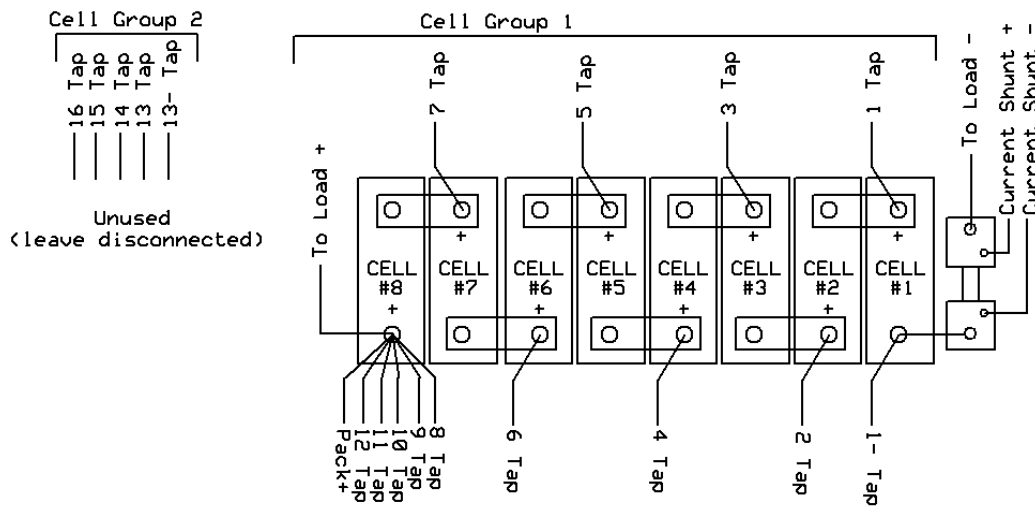 Cell Group 2
16 Tap
15 Tap
14 Tap
13 Tap
13- Tap
Unused
(leave disconnected)
Cell Group 1
7 Tap
5 Tap
3 Tap
1 Tap
To Load -
Current Shunt +
Current Shunt -
To Load +
+
+
+
+
CELL
#8
CELL
#7
CELL
#6
CELL
#5
CELL
#4
CELL
#3
CELL
#2
CELL
#1
+
+
+
+
Pack+
12 Tap
11 Tap
10 Tap
9 Tap
8 Tap
6 Tap
4 Tap
2 Tap
1- Tap